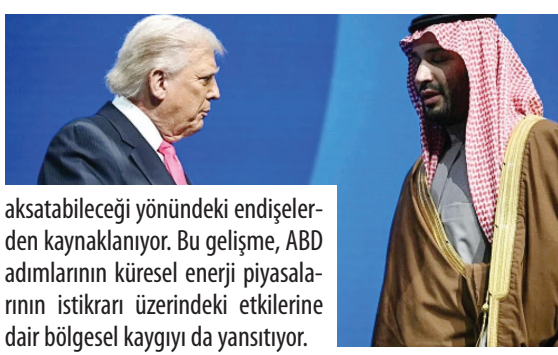 aksatabileceği yönündeki endişeler-
den kaynaklanıyor. Bu gelişme, ABD
adımlarının küresel enerji piyasala-
rının istikrarı üzerindeki etkilerine
dair bölgesel kaygıyı da yansıtıyor.